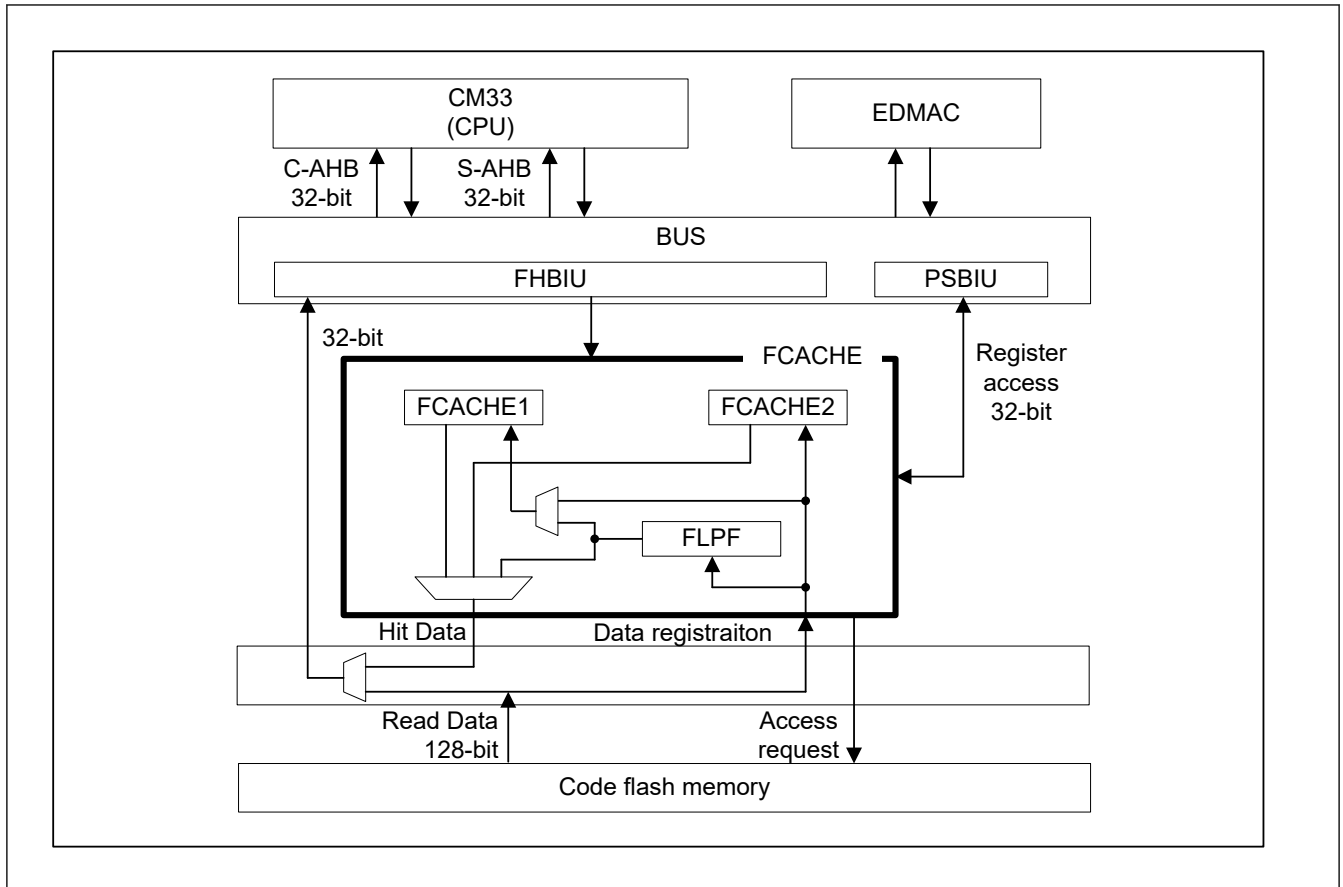 CM33
(CPU)
EDMAC
C-AHB
32-bit
S-AHB
32-bit
BUS
FHBIU
PSBIU
32-bit
FCACHE
Register
access
32-bit
FCACHE1
FCACHE2
FLPF
Hit Data
Data registraiton
Read Data
128-bit
Access
request
Code flash memory